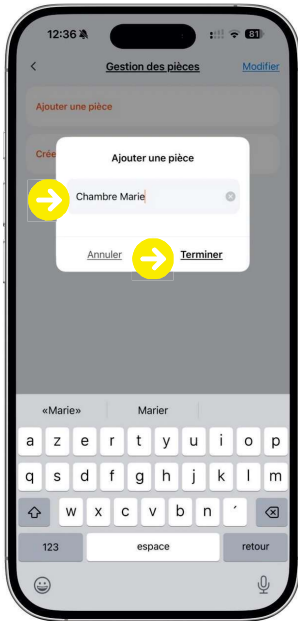 12:36
81
Gestion des pièces
Modifier
Ajouter une pièce
Crée
Ajouter une pièce
Chambre Marie
Annuler
Terminer
«Marie»
Marier
a z e r t y u i o p
q s d f g h j k l m
w x c v b n ´
123
espace
retour